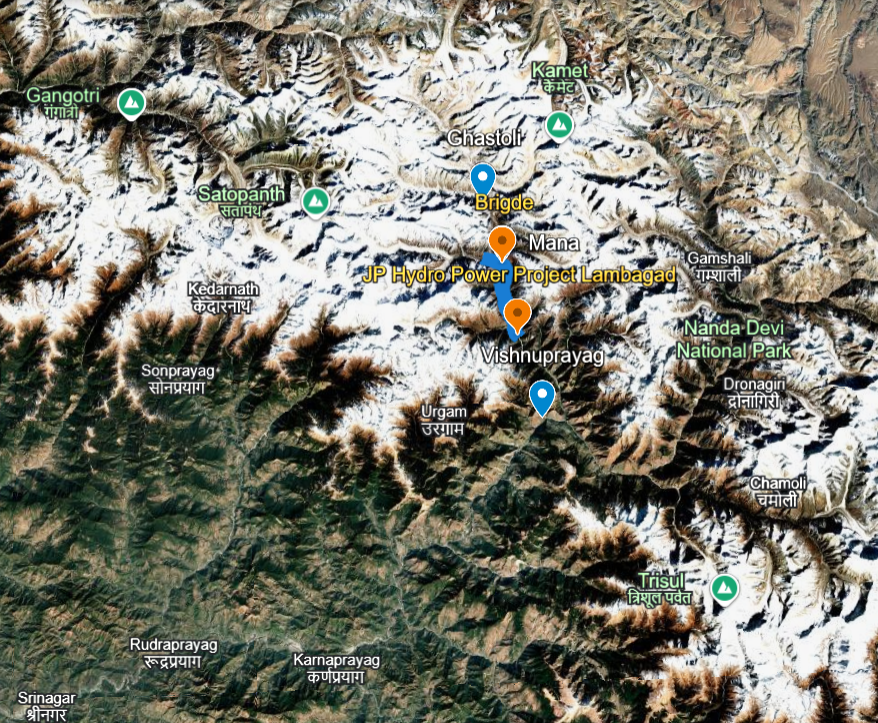 Kamet
कैमेट
Gangotri
गंगोत्री
Ghastoli
Satopanth
सतोपंथ
Brigde
Mana
JP Hydro Power Project Lambagad
Gamshali
गम्शाली
Kedarnath
केदारनाथ
Nanda Devi
National Park
Vishnuprayag
Sonprayag
सोनप्रयाग
Dronagiri
द्रोनागिरी
Urgam
उरगाम
Chamoli
चमोली
Trisul
त्रिशूल पर्वत
Rudraprayag
रूद्रप्रयाग
Karnaprayag
कर्णप्रयाग
Srinagar
श्रीनगर